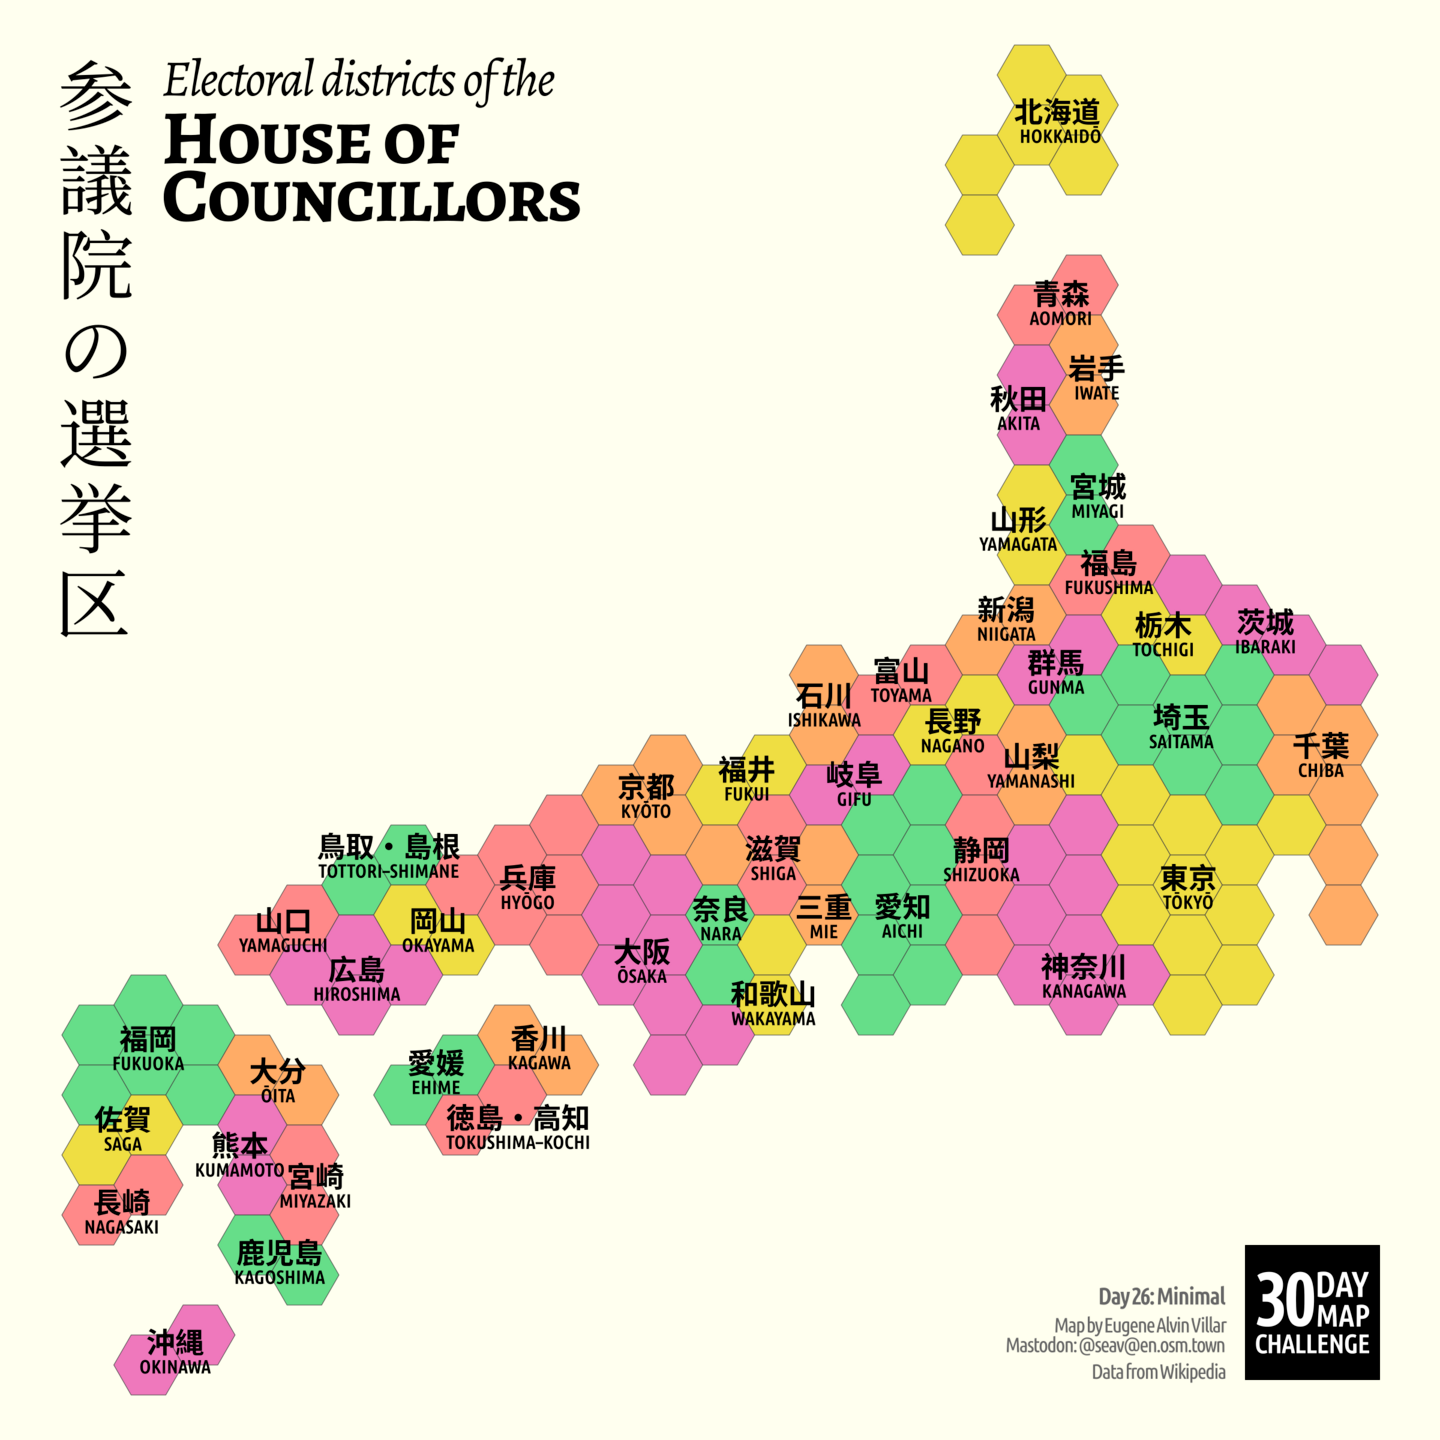 参議院の選挙区
Electoral districts of the
HOUSE OF
COUNCILLORS
北海道
HOKKAIDŌ
青森
AOMORI
岩手
IWATE
秋田
AKITA
宮城
MIYAGI
山形
YAMAGATA
福島
FUKUSHIMA
新潟
NIIGATA
栃木
TOCHIGI
茨城
IBARAKI
群馬
GUNMA
富山
TOYAMA
石川
ISHIKAWA
長野
NAGANO
埼玉
SAITAMA
山梨
YAMANASHI
千葉
CHIBA
京都
KYŌTO
福井
FUKUI
岐阜
GIFU
鳥取・島根
TOTTORI–SHIMANE
兵庫
HYŌGO
滋賀
SHIGA
静岡
SHIZUOKA
東京
TŌKYŌ
山口
YAMAGUCHI
岡山
OKAYAMA
奈良
NARA
三重
MIE
愛知
AICHI
広島
HIROSHIMA
大阪
ŌSAKA
和歌山
WAKAYAMA
神奈川
KANAGAWA
福岡
FUKUOKA
大分
ŌITA
愛媛
EHIME
香川
KAGAWA
佐賀
SAGA
熊本
KUMAMOTO
徳島・高知
TOKUSHIMA–KOCHI
長崎
NAGASAKI
宮崎
MIYAZAKI
鹿児島
KAGOSHIMA
沖縄
OKINAWA
Day 26: Minimal
Map by Eugene Alvin Villar
Mastodon: @seav@en.osm.town
Data from Wikipedia
30 DAY
MAP
CHALLENGE